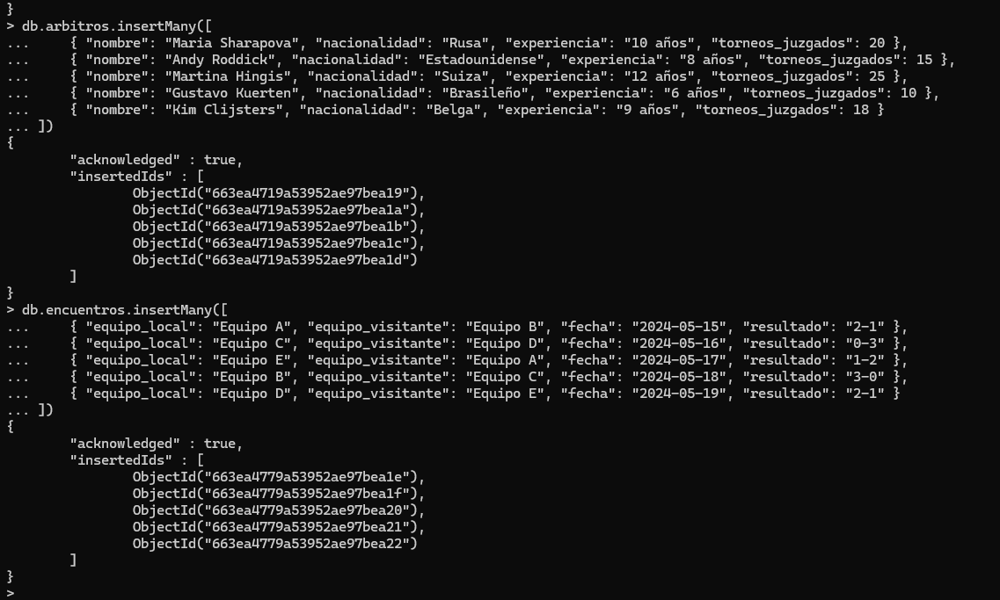 }
> db.arbitros.insertMany([
...     { "nombre": "Maria Sharapova", "nacionalidad": "Rusa", "experiencia": "10 años", "torneos_juzgados": 20 },
...     { "nombre": "Andy Roddick", "nacionalidad": "Estadounidense", "experiencia": "8 años", "torneos_juzgados": 15 },
...     { "nombre": "Martina Hingis", "nacionalidad": "Suiza", "experiencia": "12 años", "torneos_juzgados": 25 },
...     { "nombre": "Gustavo Kuerten", "nacionalidad": "Brasileño", "experiencia": "6 años", "torneos_juzgados": 10 },
...     { "nombre": "Kim Clijsters", "nacionalidad": "Belga", "experiencia": "9 años", "torneos_juzgados": 18 }
... ])
{
        "acknowledged" : true,
        "insertedIds" : [
                ObjectId("663ea4719a53952ae97bea19"),
                ObjectId("663ea4719a53952ae97bea1a"),
                ObjectId("663ea4719a53952ae97bea1b"),
                ObjectId("663ea4719a53952ae97bea1c"),
                ObjectId("663ea4719a53952ae97bea1d")
        ]
}
> db.encuentros.insertMany([
...     { "equipo_local": "Equipo A", "equipo_visitante": "Equipo B", "fecha": "2024-05-15", "resultado": "2-1" },
...     { "equipo_local": "Equipo C", "equipo_visitante": "Equipo D", "fecha": "2024-05-16", "resultado": "0-3" },
...     { "equipo_local": "Equipo E", "equipo_visitante": "Equipo A", "fecha": "2024-05-17", "resultado": "1-2" },
...     { "equipo_local": "Equipo B", "equipo_visitante": "Equipo C", "fecha": "2024-05-18", "resultado": "3-0" },
...     { "equipo_local": "Equipo D", "equipo_visitante": "Equipo E", "fecha": "2024-05-19", "resultado": "2-1" }
... ])
{
        "acknowledged" : true,
        "insertedIds" : [
                ObjectId("663ea4779a53952ae97bea1e"),
                ObjectId("663ea4779a53952ae97bea1f"),
                ObjectId("663ea4779a53952ae97bea20"),
                ObjectId("663ea4779a53952ae97bea21"),
                ObjectId("663ea4779a53952ae97bea22")
        ]
}
>